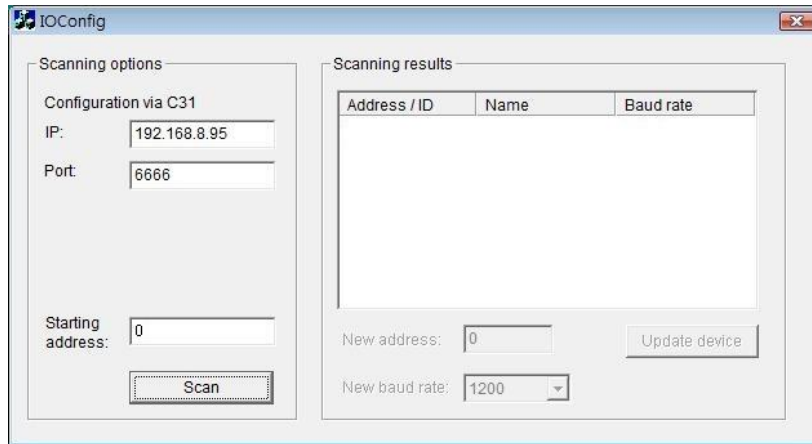 IOConfig
Scanning options
Configuration via C31
IP: 192.168.8.95
Port: 6666
Starting
address: 0
Scan
Scanning results
Address / ID Name Baud rate
New address: 0 Update device
New baud rate: 1200